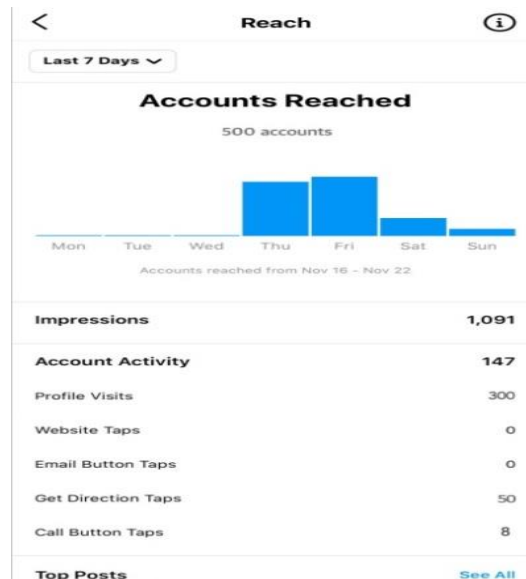 Reach
Last 7 Days
Accounts Reached
500 accounts
Mon Tue Wed Thu Fri Sat Sun
Accounts reached from Nov 16 - Nov 22
Impressions 1,091
Account Activity 147
Profile Visits 300
Website Taps 0
Email Button Taps 0
Get Direction Taps 50
Call Button Taps 8
Top Posts See All